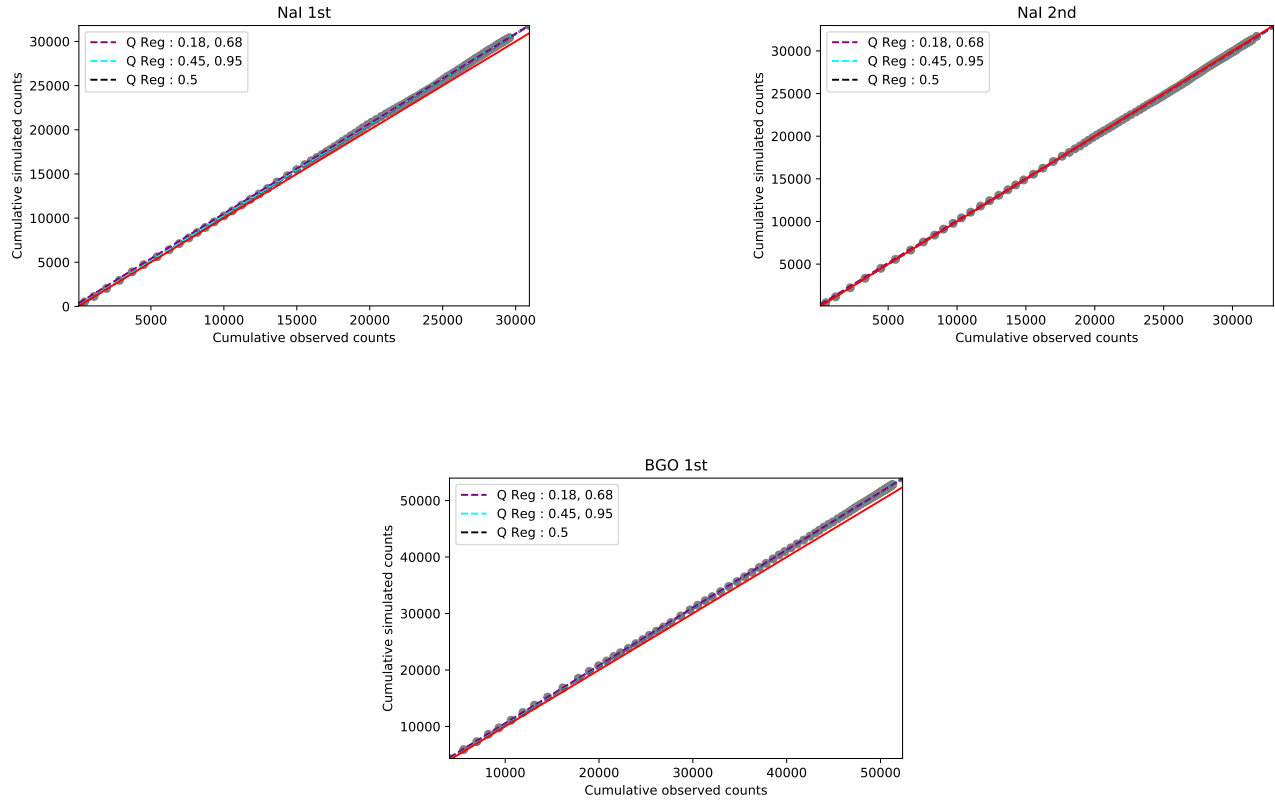 NaI 1st
Q Reg : 0.18, 0.68
Q Reg : 0.45, 0.95
Q Reg : 0.5
30000
25000
20000
15000
10000
5000
0
Cumulative simulated counts
5000 10000 15000 20000 25000 30000
Cumulative observed counts
NaI 2nd
Q Reg : 0.18, 0.68
Q Reg : 0.45, 0.95
Q Reg : 0.5
30000
25000
20000
15000
10000
5000
Cumulative simulated counts
5000 10000 15000 20000 25000 30000
Cumulative observed counts
BGO 1st
Q Reg : 0.18, 0.68
Q Reg : 0.45, 0.95
Q Reg : 0.5
50000
40000
30000
20000
10000
Cumulative simulated counts
10000 20000 30000 40000 50000
Cumulative observed counts